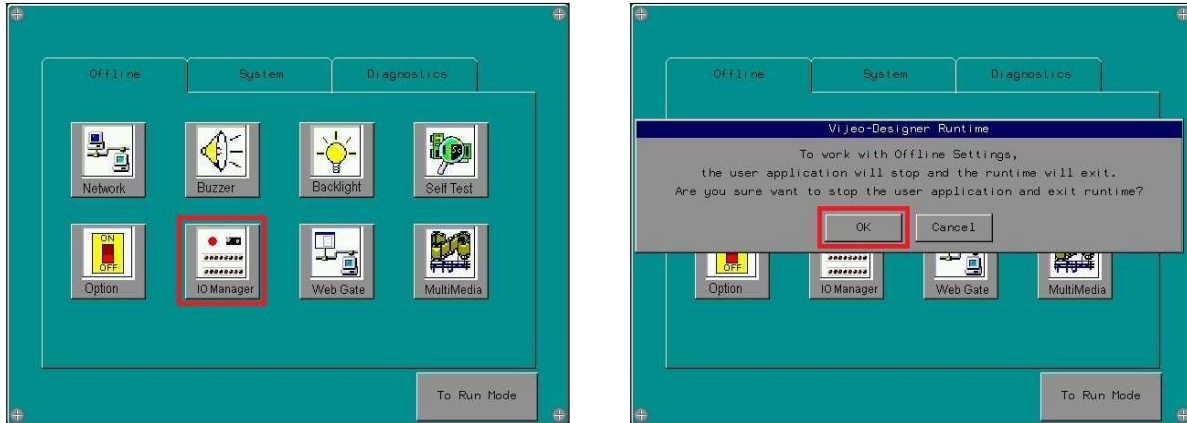 Offline System Diagnostics
Network Buzzer Backlight Self Test
ON
OFF
Option IO Manager Web Gate MultiMedia
To Run Mode
Offline System Diagnostics
Vijeo-Designer Runtime
To work with Offline Settings,
the user application will stop and the runtime will exit.
Are you sure want to stop the user application and exit runtime?
OK Cancel
OFF
Option IO Manager Web Gate MultiMedia
To Run Mode